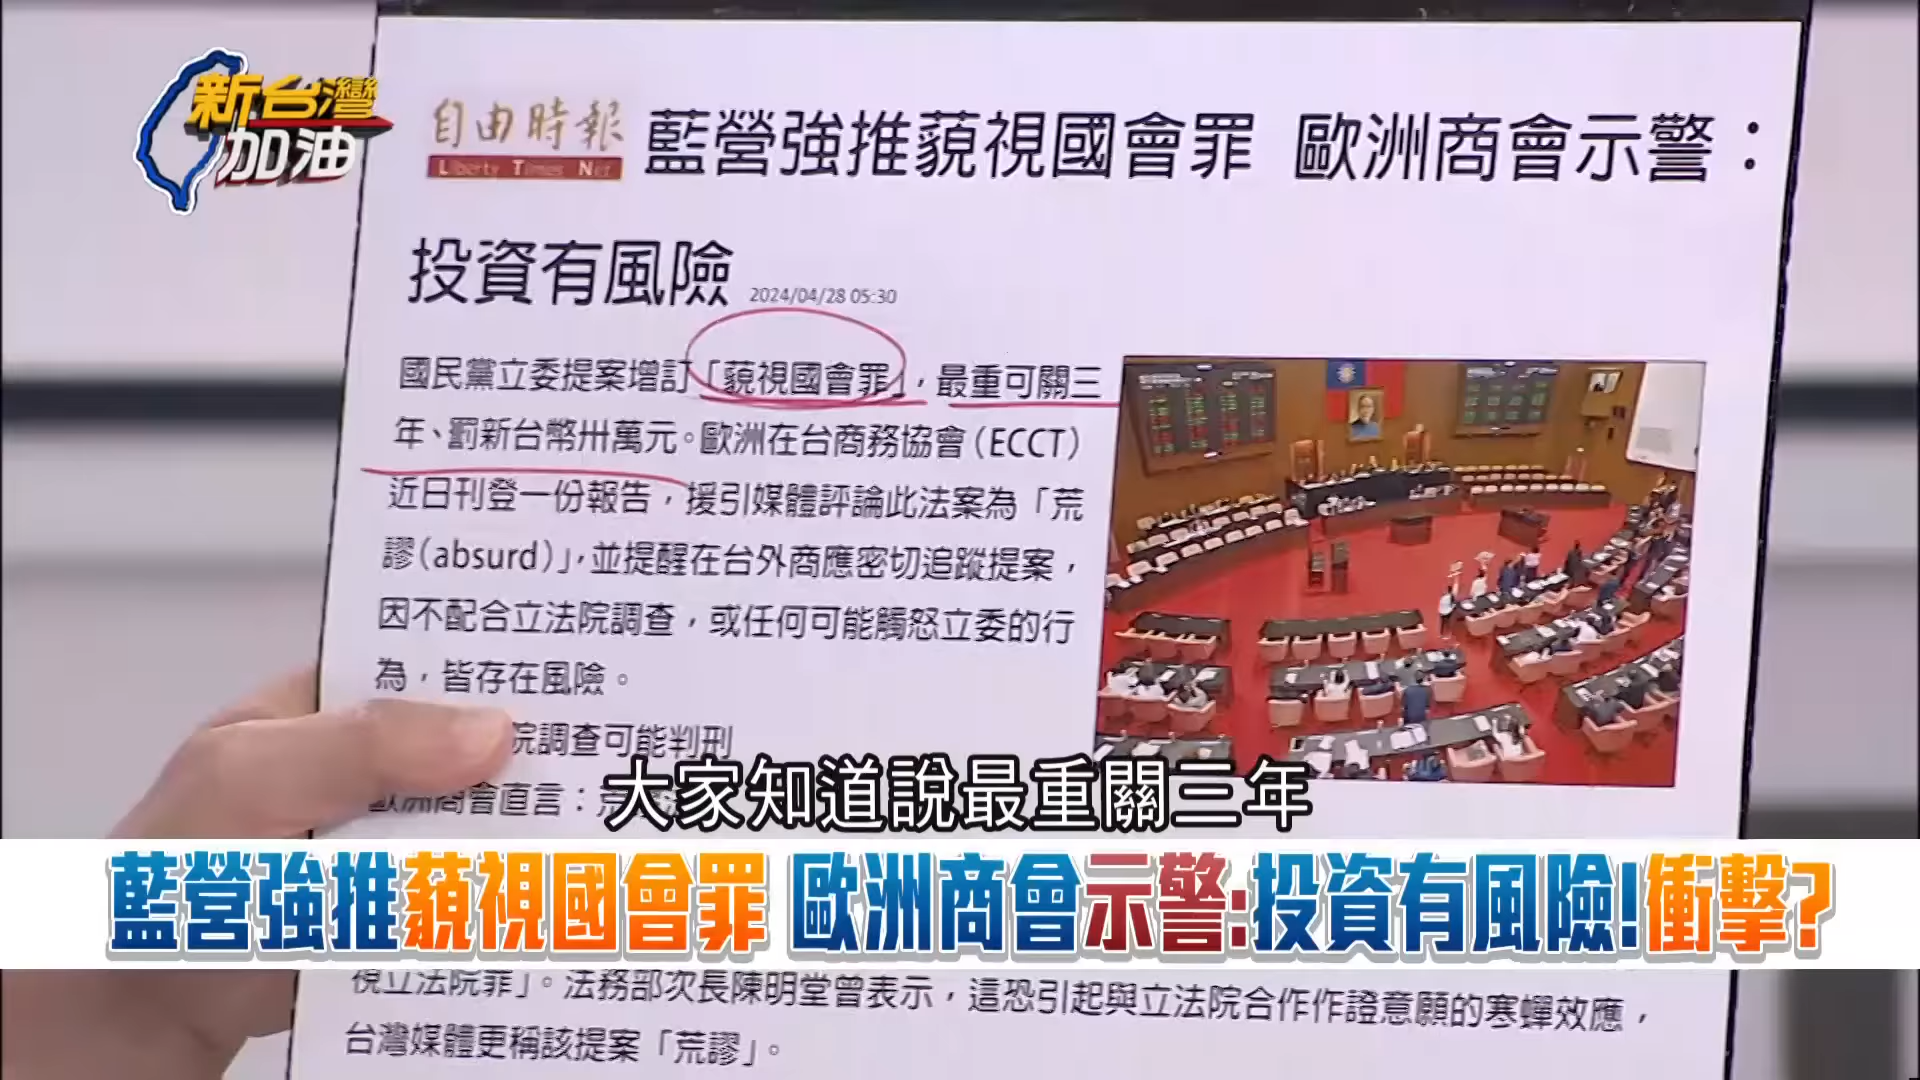 新台灣
加油
自由時報
Liberty Times Net
藍營強推藐視國會罪 歐洲商會示警：
投資有風險 2024/04/28 05:30
國民黨立委提案增訂「藐視國會罪」，最重可關三
年、罰新台幣卅萬元。歐洲在台商務協會（ECCT）
近日刊登一份報告，援引媒體評論此法案為「荒
謬（absurd）」，並提醒在台外商應密切追蹤提案，
因不配合立法院調查，或任何可能觸怒立委的行
為，皆存在風險。
院調查可能判刑
歐洲商會直言：荒
大家知道說最重關三年
藍營強推藐視國會罪 歐洲商會示警:投資有風險!衝擊?
視立法院罪」。法務部次長陳明堂曾表示，這恐引起與立法院合作作證意願的寒蟬效應，
台灣媒體更稱該提案「荒謬」。